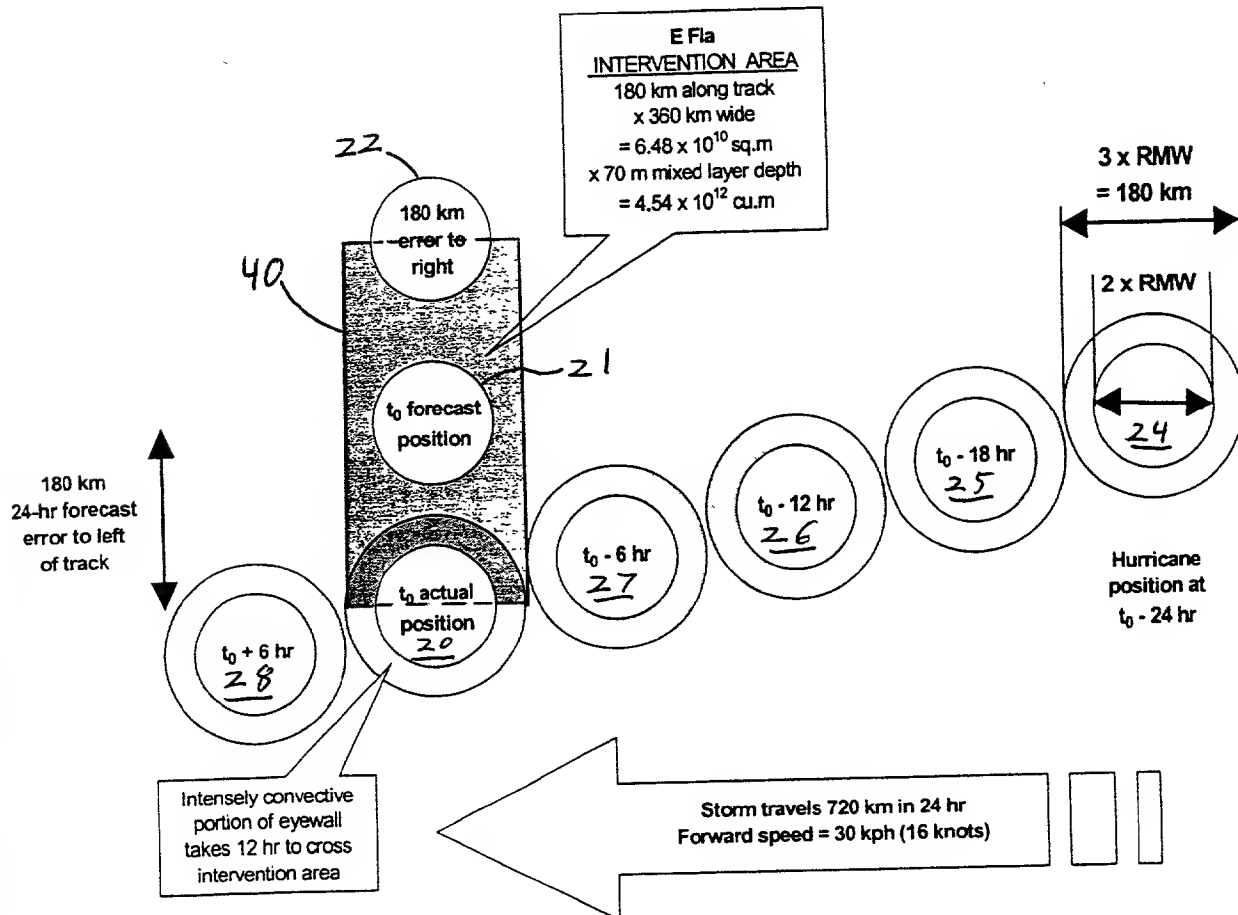 E Fla
INTERVENTION AREA
180 km along track
x 360 km wide
= 6.48 x 10¹⁰ sq.m
x 70 m mixed layer depth
= 4.54 x 10¹² cu.m
22
180 km
error to
right
40
3 x RMW
= 180 km
2 x RMW
21
t₀ forecast
position
24
t₀ - 18 hr
25
180 km
24-hr forecast
error to left
of track
t₀ - 12 hr
26
t₀ - 6 hr
27
Hurricane
position at
t₀ - 24 hr
t₀ actual
position
20
t₀ + 6 hr
28
Intensely convective
portion of eyewall
takes 12 hr to cross
intervention area
Storm travels 720 km in 24 hr
Forward speed = 30 kph (16 knots)